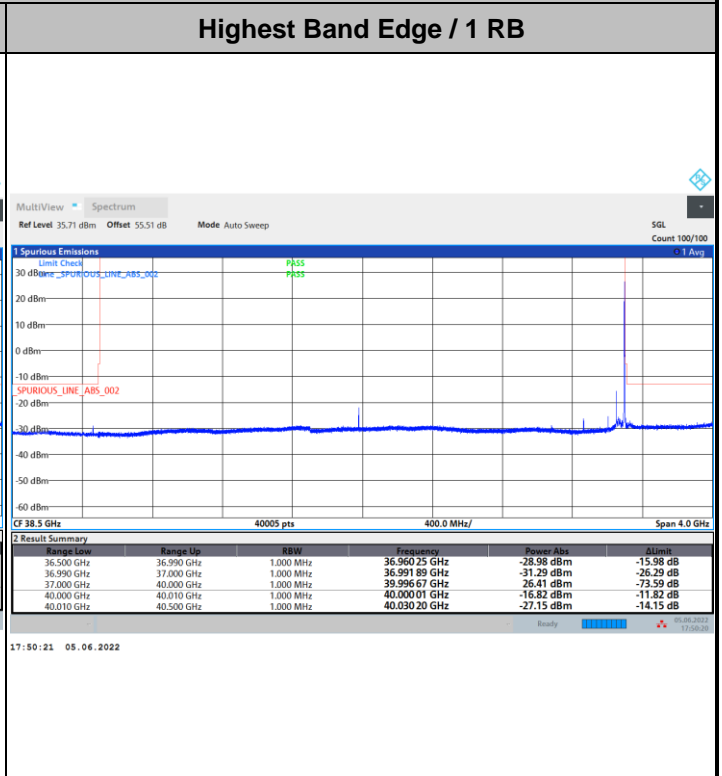 Highest Band Edge / 1 RB
MultiView Spectrum
Ref Level 35.71 dBm Offset 55.51 dB Mode Auto Sweep SGL
Count 100/100
1 Spurious Emissions 1 Avg
Limit Check PASS
30 dBm Line _SPURIOUS_LINE_ABS_002 PASS
20 dBm
10 dBm
0 dBm
-10 dBm
_SPURIOUS_LINE_ABS_002
-20 dBm
-30 dBm
-40 dBm
-50 dBm
-60 dBm
CF 38.5 GHz 40005 pts 400.0 MHz/ Span 4.0 GHz
2 Result Summary
Range Low Range Up RBW Frequency Power Abs ΔLimit
36.500 GHz 36.990 GHz 1.000 MHz 36.960 25 GHz -28.98 dBm -15.98 dB
36.990 GHz 37.000 GHz 1.000 MHz 36.991 89 GHz -31.29 dBm -26.29 dB
37.000 GHz 40.000 GHz 1.000 MHz 39.996 67 GHz 26.41 dBm -73.59 dB
40.000 GHz 40.010 GHz 1.000 MHz 40.000 01 GHz -16.82 dBm -11.82 dB
40.010 GHz 40.500 GHz 1.000 MHz 40.030 20 GHz -27.15 dBm -14.15 dB
Ready 05.06.2022
17:50:20
17:50:21 05.06.2022